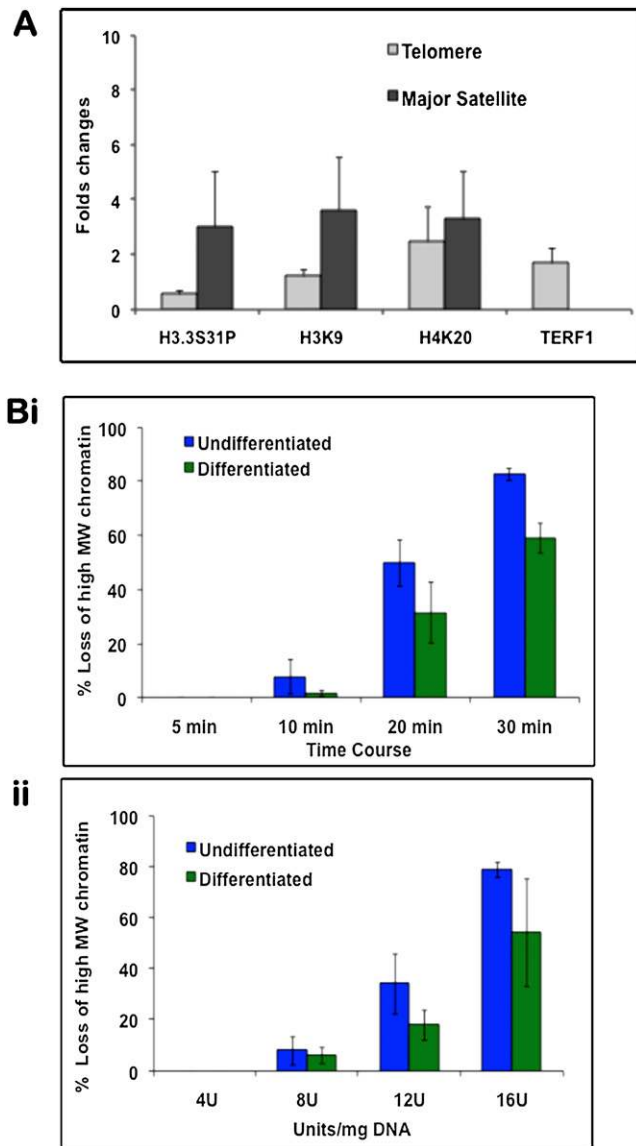 A
Telomere
Major Satellite
Folds changes
10
8
6
4
2
0
H3.3S31P H3K9 H4K20 TERF1
Bi
Undifferentiated
Differentiated
% Loss of high MW chromatin
100
80
60
40
20
0
5 min 10 min 20 min 30 min
Time Course
ii
Undifferentiated
Differentiated
% Loss of high MW chromatin
100
80
60
40
20
0
4U 8U 12U 16U
Units/mg DNA